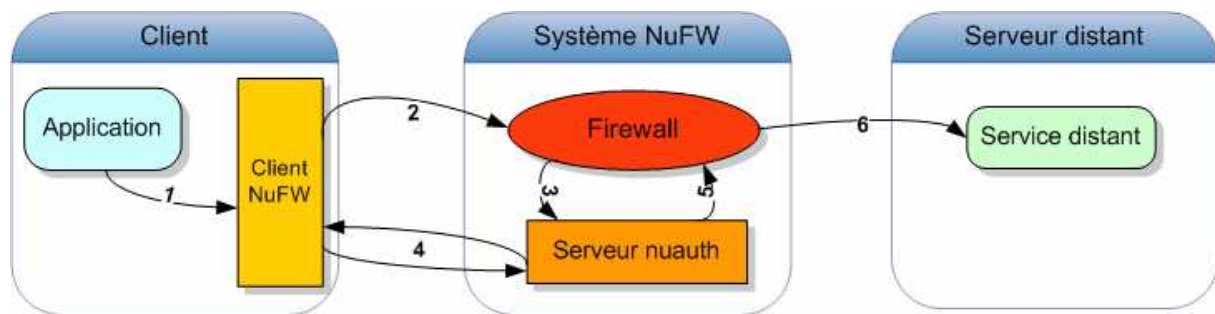 Client
Système NuFW
Serveur distant
Application
Client
NuFW
Firewall
Service distant
Serveur nuauth
1
2
3
4
5
6